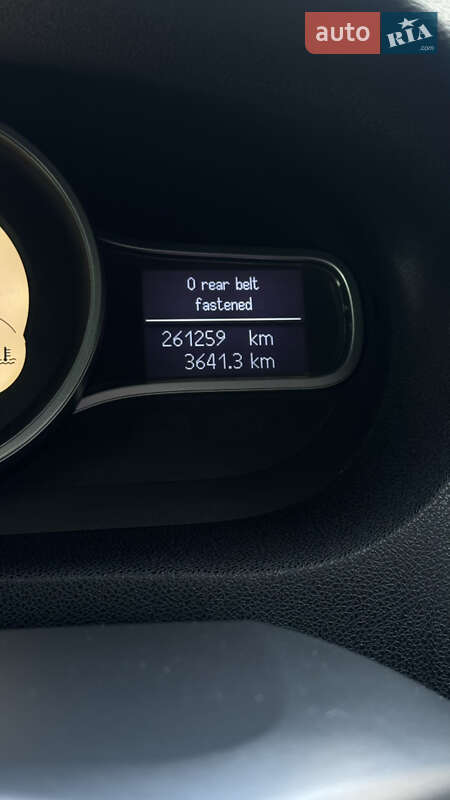 auto RIA .com
0 rear belt
fastened
261259 km
3641.3 km